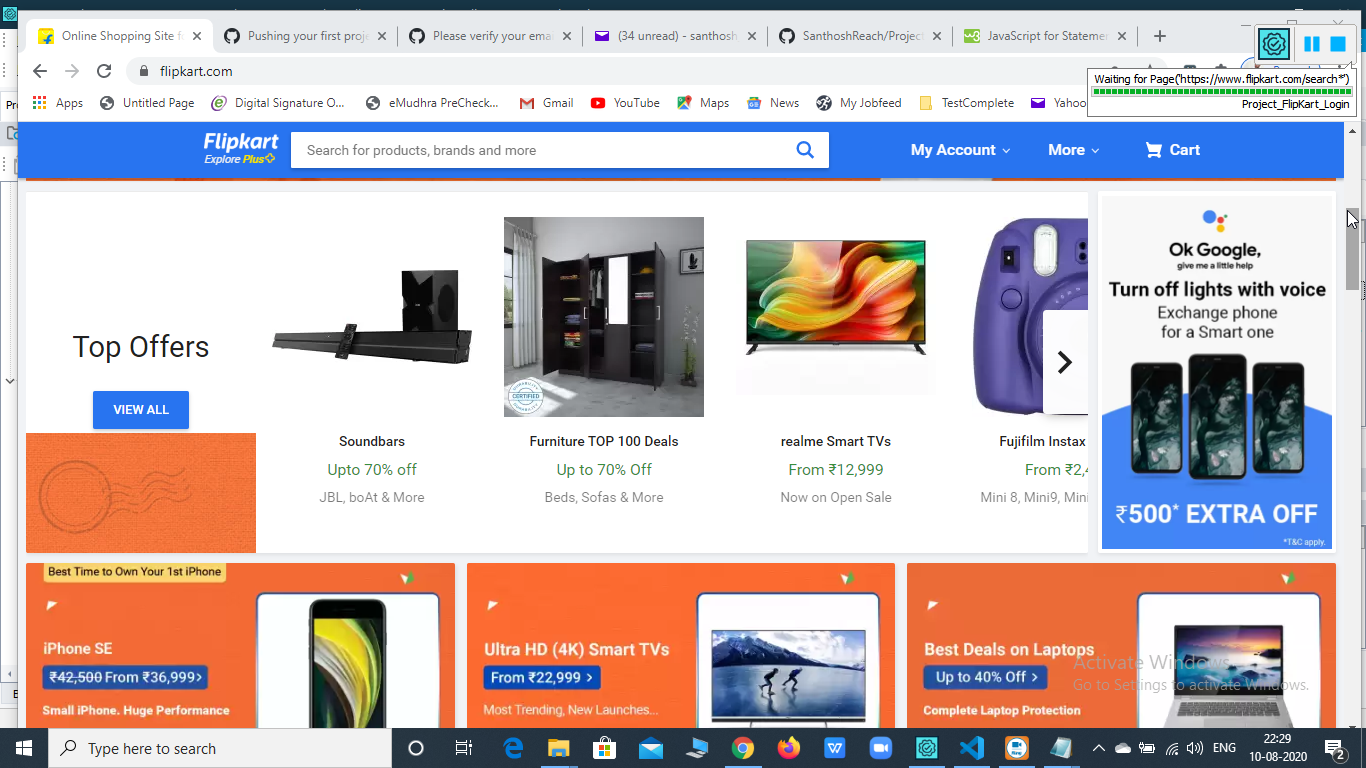 Online Shopping Site f
Pushing your first proje
Please verify your emai
(34 unread) - santhosh
SanthoshReach/Project
JavaScript for Statemer
flipkart.com
Waiting for Page('https://www.flipkart.com/search*')
Project_FlipKart_Login
Apps
Untitled Page
Digital Signature O...
eMudhra PreCheck...
Gmail
YouTube
Maps
News
My Jobfeed
TestComplete
Yahoo
Flipkart
Explore Plus
Search for products, brands and more
My Account
More
Cart
Top Offers
VIEW ALL
CERTIFIED
Soundbars
Upto 70% off
JBL, boAt & More
Furniture TOP 100 Deals
Up to 70% Off
Beds, Sofas & More
realme Smart TVs
From ₹12,999
Now on Open Sale
Fujifilm Instax
From ₹2,4
Mini 8, Mini9, Mini
Ok Google,
give me a little help
Turn off lights with voice
Exchange phone
for a Smart one
₹500* EXTRA OFF
*T&C apply.
Best Time to Own Your 1st iPhone
iPhone SE
₹42,500 From ₹36,999>
Small iPhone. Huge Performance
Ultra HD (4K) Smart TVs
From ₹22,999 >
Most Trending, New Launches...
Best Deals on Laptops
Up to 40% Off >
Complete Laptop Protection
Activate Windows
Go to Settings to activate Windows.
Type here to search
ENG
22:29
10-08-2020
2